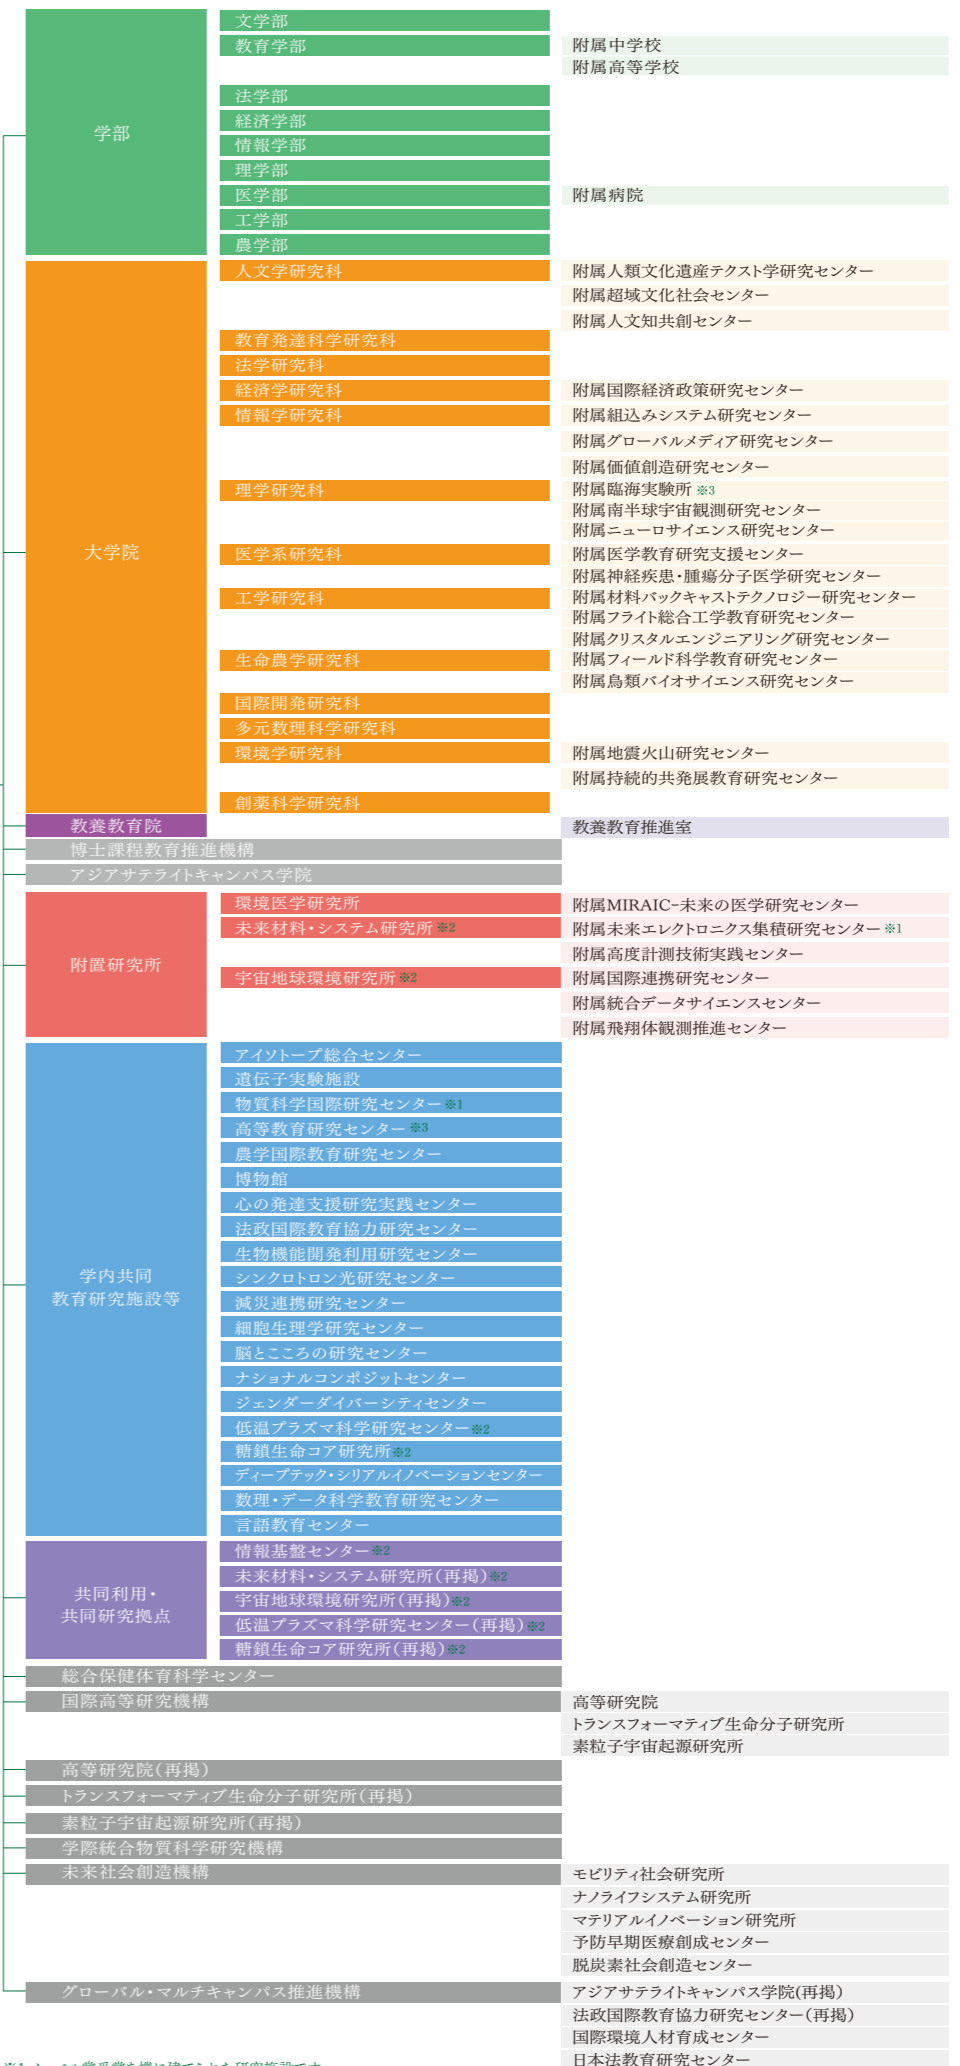 学部
文学部
教育学部
附属中学校
附属高等学校
法学部
経済学部
情報学部
理学部
医学部
附属病院
工学部
農学部
大学院
人文学研究科
附属人類文化遺産テクスト学研究センター
附属超域文化社会センター
附属人文知共創センター
教育発達科学研究科
法学研究科
経済学研究科
附属国際経済政策研究センター
情報学研究科
附属組込みシステム研究センター
附属グローバルメディア研究センター
附属価値創造研究センター
理学研究科
附属臨海実験所 ※3
附属南半球宇宙観測研究センター
附属ニューロサイエンス研究センター
医学系研究科
附属医学教育研究支援センター
附属神経疾患・腫瘍分子医学研究センター
工学研究科
附属材料バックキャストテクノロジー研究センター
附属フライト総合工学教育研究センター
附属クリスタルエンジニアリング研究センター
生命農学研究科
附属フィールド科学教育研究センター
附属鳥類バイオサイエンス研究センター
国際開発研究科
多元数理科学研究科
環境学研究科
附属地震火山研究センター
附属持続的共発展教育研究センター
創薬科学研究科
教養教育院
教養教育推進室
博士課程教育推進機構
アジアサテライトキャンパス学院
附置研究所
環境医学研究所
附属MIRAIC-未来の医学研究センター
未来材料・システム研究所 ※2
附属未来エレクトロニクス集積研究センター ※1
附属高度計測技術実践センター
宇宙地球環境研究所 ※2
附属国際連携研究センター
附属統合データサイエンスセンター
附属飛翔体観測推進センター
学内共同
教育研究施設等
アイソトープ総合センター
遺伝子実験施設
物質科学国際研究センター ※1
高等教育研究センター ※3
農学国際教育研究センター
博物館
心の発達支援研究実践センター
法政国際教育協力研究センター
生物機能開発利用研究センター
シンクロトロン光研究センター
減災連携研究センター
細胞生理学研究センター
脳とこころの研究センター
ナショナルコンポジットセンター
ジェンダーダイバーシティセンター
低温プラズマ科学研究センター※2
糖鎖生命コア研究所※2
ディープテック・シリアルイノベーションセンター
数理・データ科学教育研究センター
言語教育センター
共同利用・
共同研究拠点
情報基盤センター※2
未来材料・システム研究所(再掲)※2
宇宙地球環境研究所(再掲)※2
低温プラズマ科学研究センター(再掲)※2
糖鎖生命コア研究所(再掲)※2
総合保健体育科学センター
国際高等研究機構
高等研究院
トランスフォーマティブ生命分子研究所
素粒子宇宙起源研究所
高等研究院(再掲)
トランスフォーマティブ生命分子研究所(再掲)
素粒子宇宙起源研究所(再掲)
学際統合物質科学研究機構
未来社会創造機構
モビリティ社会研究所
ナノライフシステム研究所
マテリアルイノベーション研究所
予防早期医療創成センター
脱炭素社会創造センター
グローバル・マルチキャンパス推進機構
アジアサテライトキャンパス学院(再掲)
法政国際教育協力研究センター(再掲)
国際環境人材育成センター
日本法教育研究センター